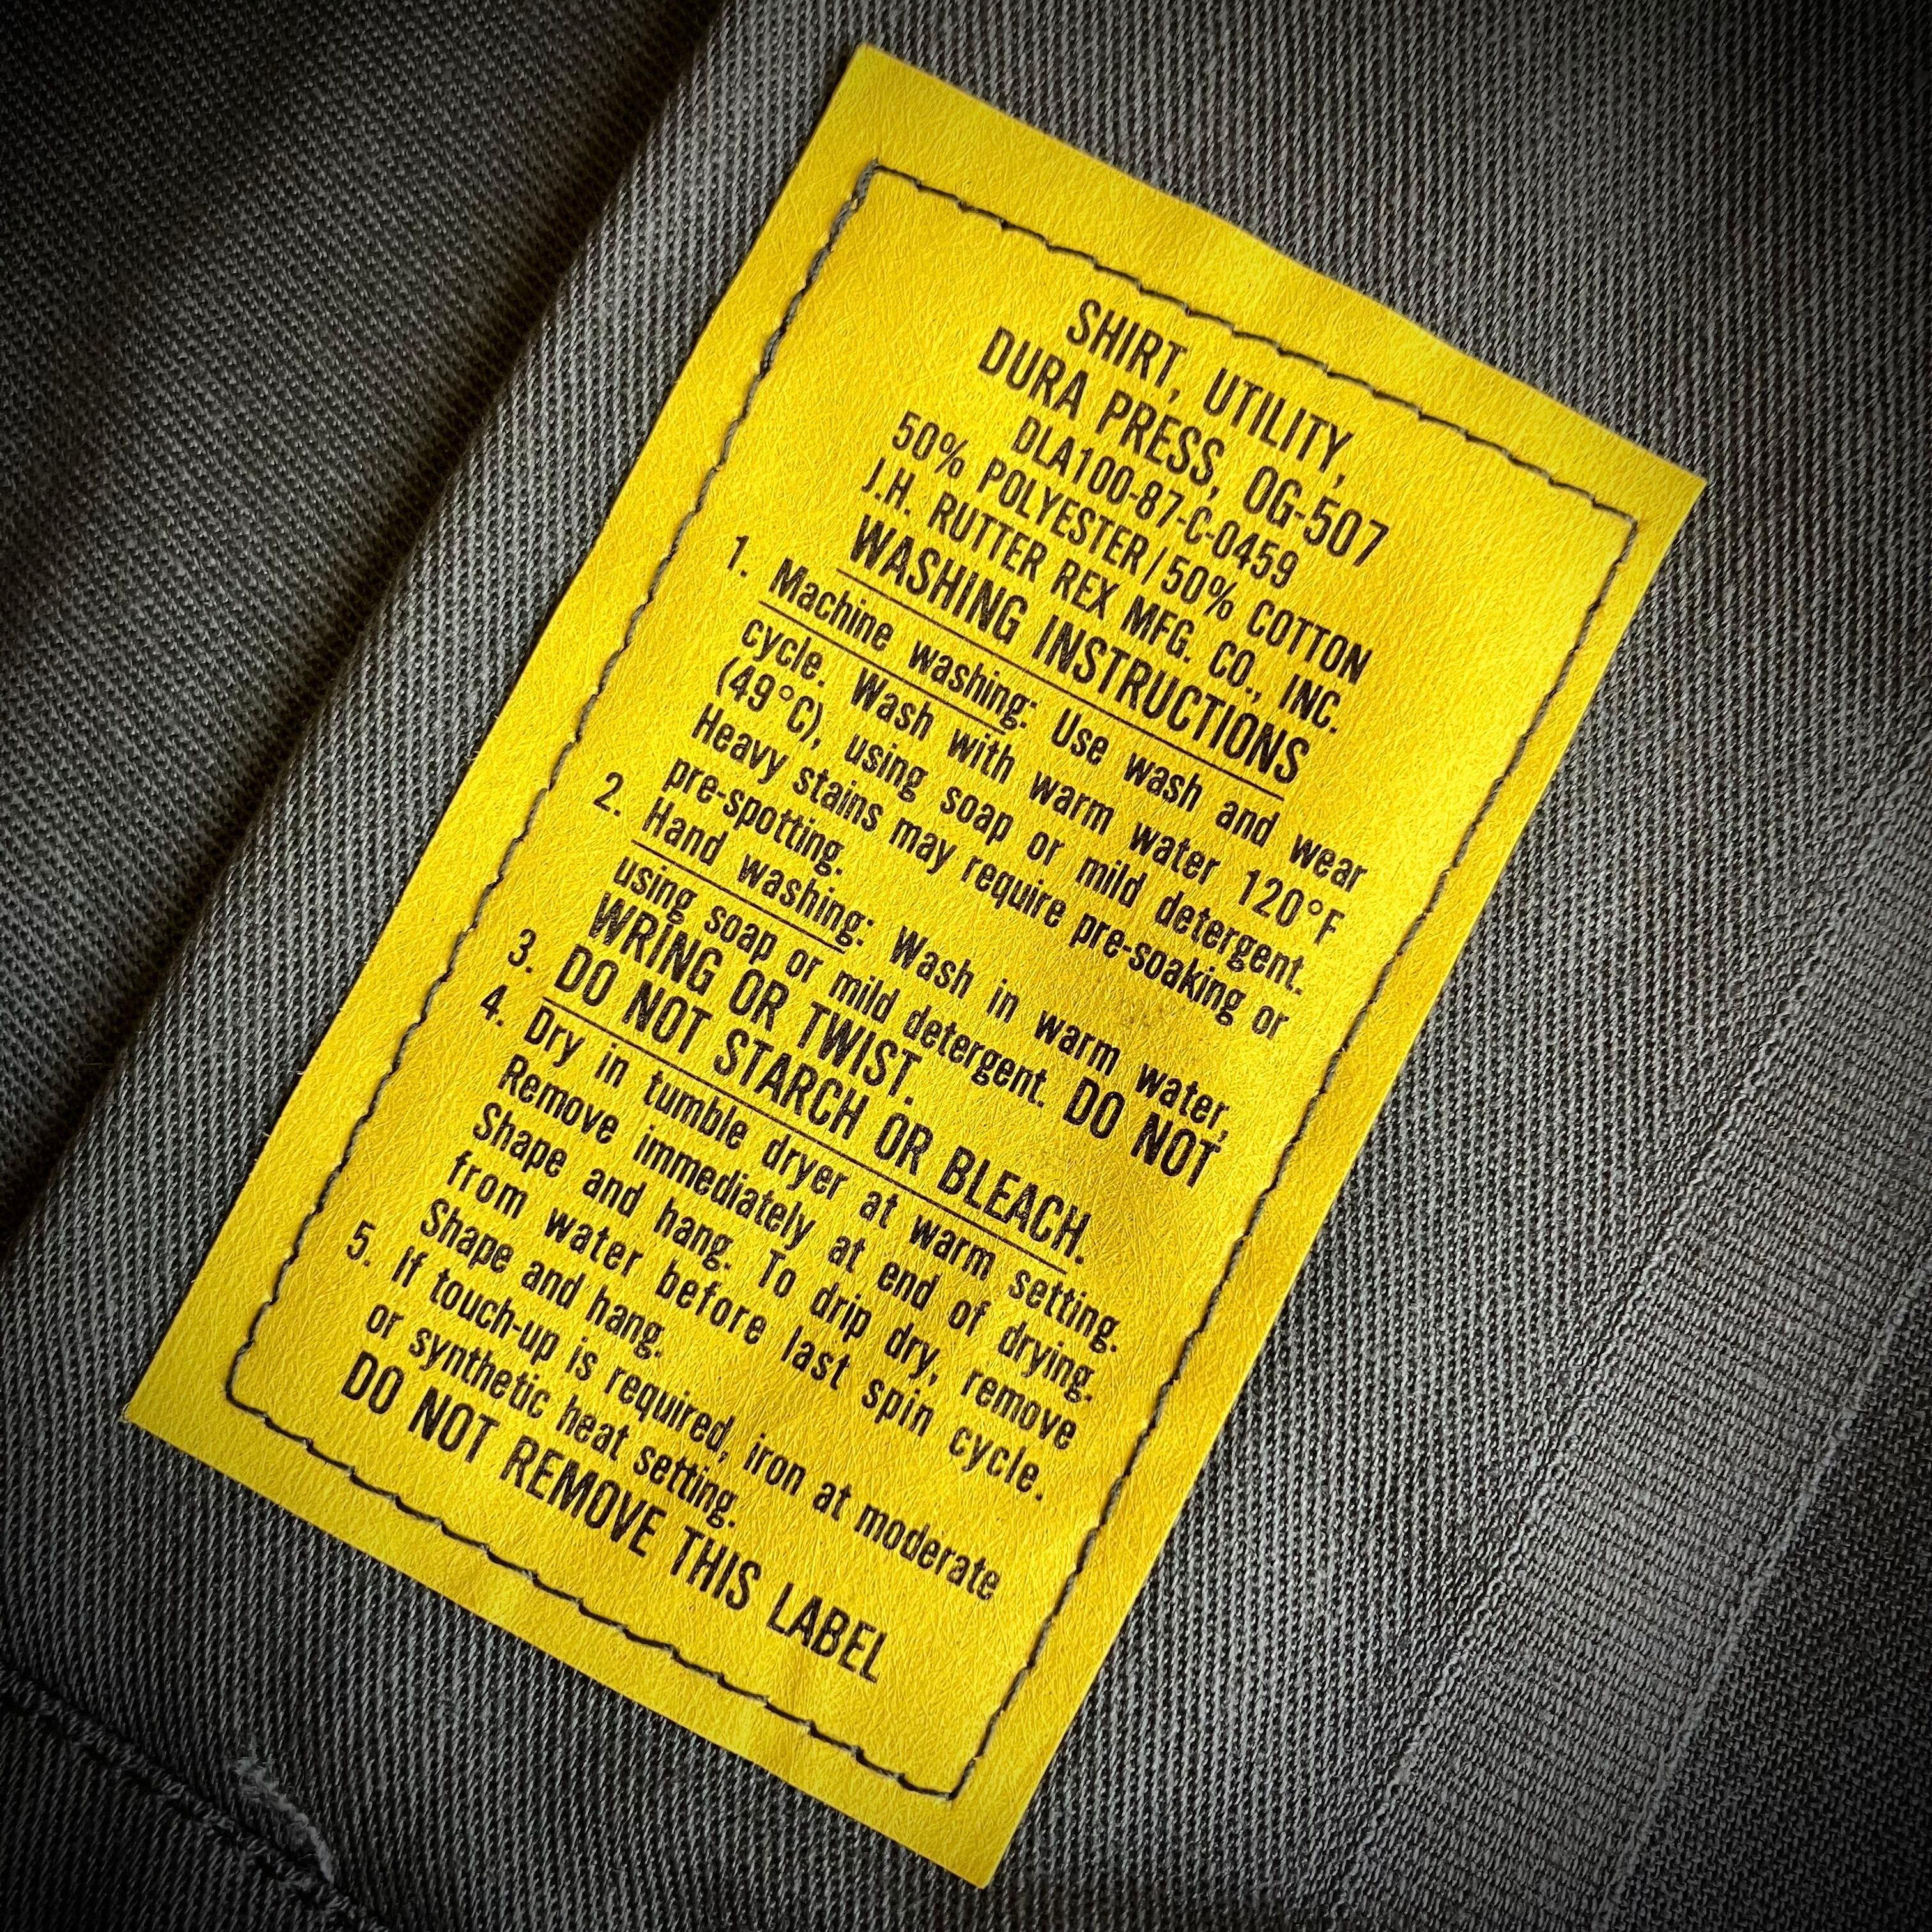 SHIRT, UTILITY,
DURA PRESS, OG-507
DLA100-87-C-0459
50% POLYESTER/50% COTTON
J.H. RUTTER REX MFG. CO., INC.
WASHING INSTRUCTIONS
1. Machine washing: Use wash and wear
cycle. Wash with warm water 120°F
(49°C), using soap or mild detergent.
Heavy stains may require pre-soaking or
pre-spotting.
2. Hand washing: Wash in warm water,
using soap or mild detergent. DO NOT
WRING OR TWIST.
3. DO NOT STARCH OR BLEACH.
4. Dry in tumble dryer at warm setting.
Remove immediately at end of drying.
Shape and hang. To drip dry, remove
from water before last spin cycle.
Shape and hang.
5. If touch-up is required, iron at moderate
or synthetic heat setting.
DO NOT REMOVE THIS LABEL